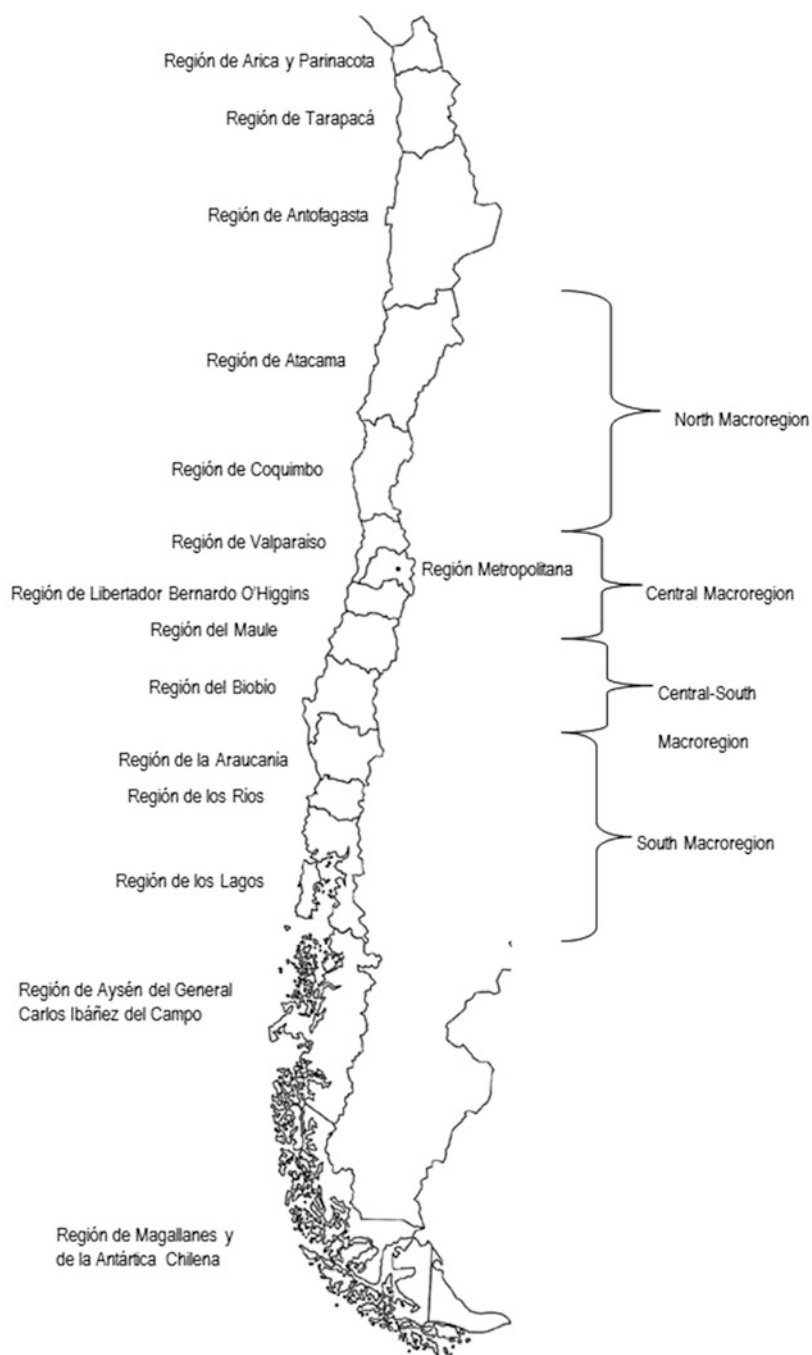 Región de Arica y Parinacota
Región de Tarapacá
Región de Antofagasta
Región de Atacama
North Macroregion
Región de Coquimbo
Región de Valparaíso
Región Metropolitana
Región de Libertador Bernardo O'Higgins
Central Macroregion
Región del Maule
Región del Biobío
Central-South
Macroregion
Región de la Araucanía
Región de los Ríos
South Macroregion
Región de los Lagos
Región de Aysén del General
Carlos Ibáñez del Campo
Región de Magallanes y
de la Antártica Chilena